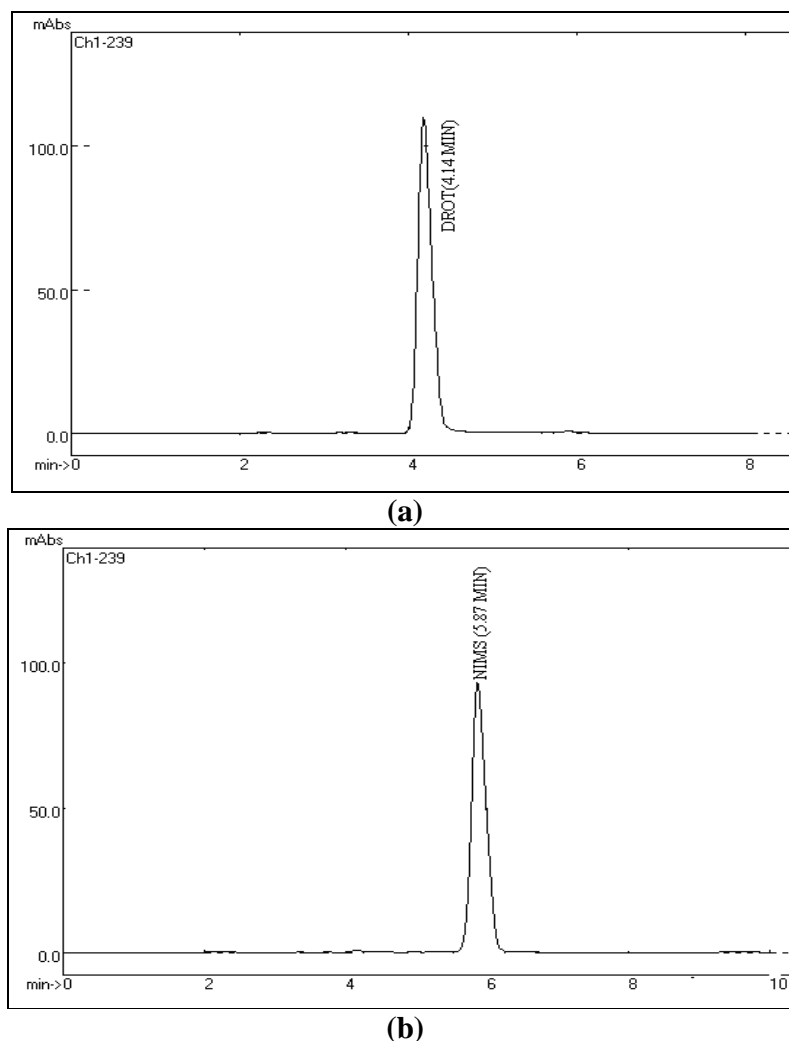 mAbs
Ch1-239
100.0
DROT(4.14 MIN)
50.0
0.0
min->0 2 4 6 8
(a)
mAbs
Ch1-239
NIMS (5.87 MIN)
100.0
50.0
0.0
min->0 2 4 6 8 10
(b)